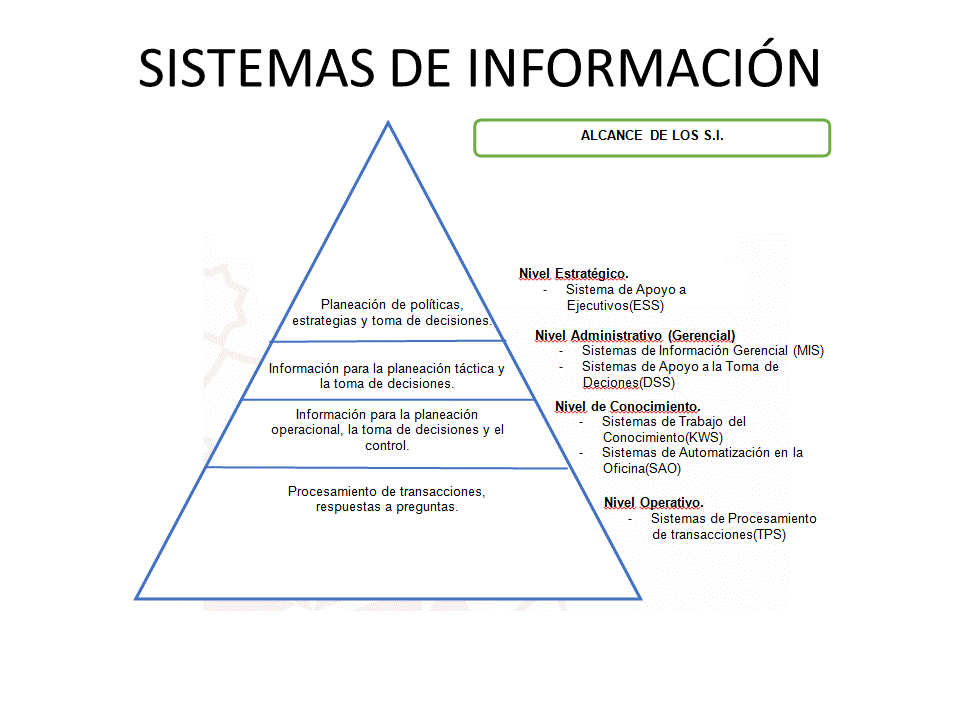 SISTEMAS DE INFORMACIÓN
ALCANCE DE LOS S.I.
Planeación de políticas,
estrategias y toma de decisiones.
Información para la planeación táctica y
la toma de decisiones.
Información para la planeación
operacional, la toma de decisiones y el
control.
Procesamiento de transacciones,
respuestas a preguntas.
Nivel Estratégico.
- Sistema de Apoyo a
Ejecutivos(ESS)
Nivel Administrativo (Gerencial)
- Sistemas de Información Gerencial (MIS)
- Sistemas de Apoyo a la Toma de
Deciones(DSS)
Nivel de Conocimiento.
- Sistemas de Trabajo del
Conocimiento(KWS)
- Sistemas de Automatización en la
Oficina(SAO)
Nivel Operativo.
- Sistemas de Procesamiento
de transacciones(TPS)